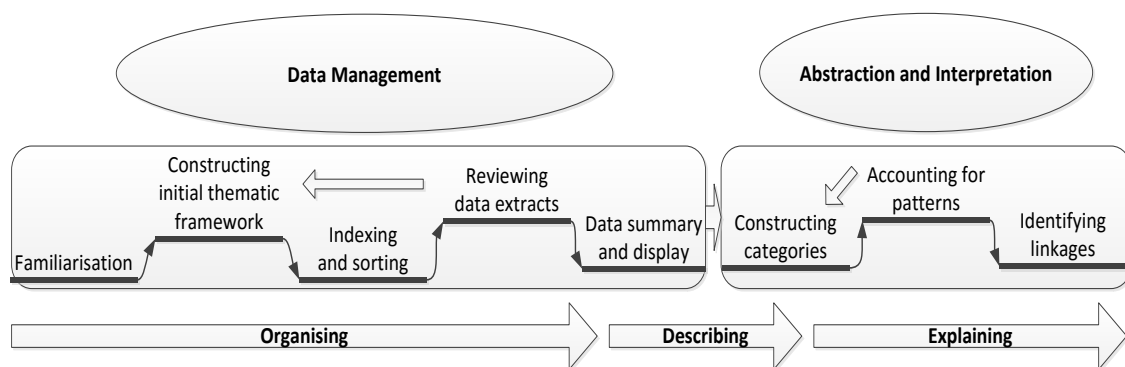 Data Management
Abstraction and Interpretation
Familiarisation
Constructing
initial thematic
framework
Indexing
and sorting
Reviewing
data extracts
Data summary
and display
Constructing
categories
Accounting for
patterns
Identifying
linkages
Organising
Describing
Explaining